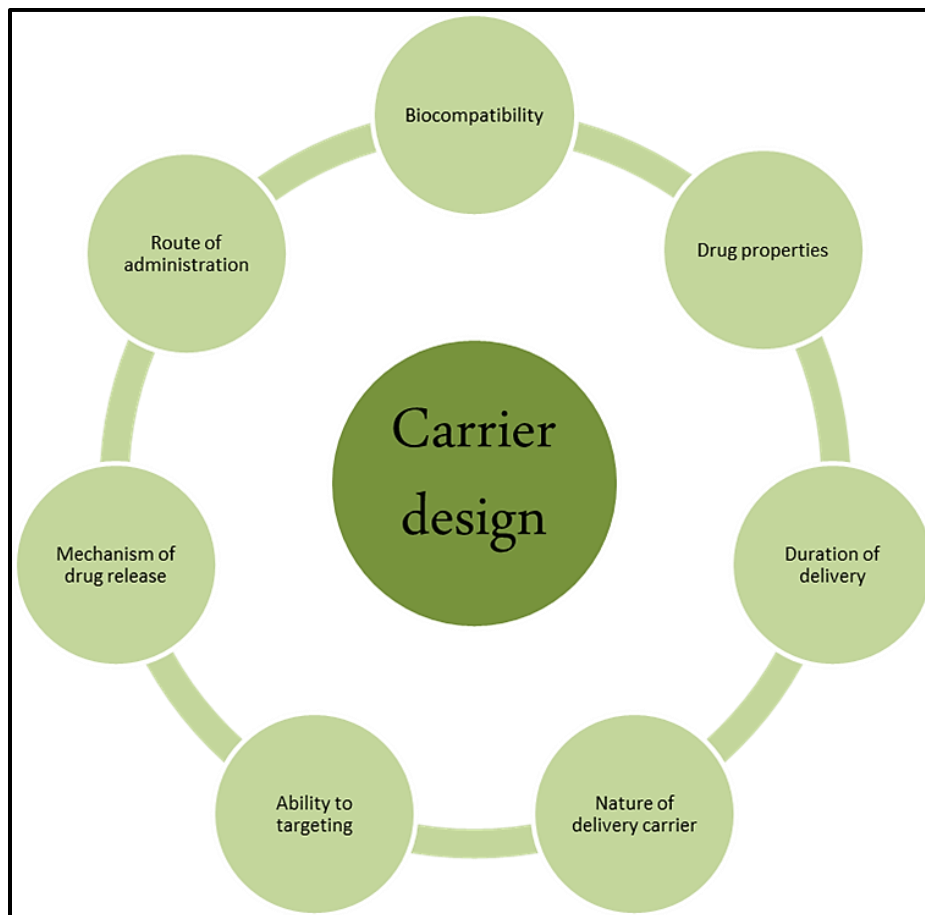 Biocompatibility
Drug properties
Duration of
delivery
Nature of
delivery carrier
Ability to
targeting
Mechanism of
drug release
Route of
administration
Carrier
design